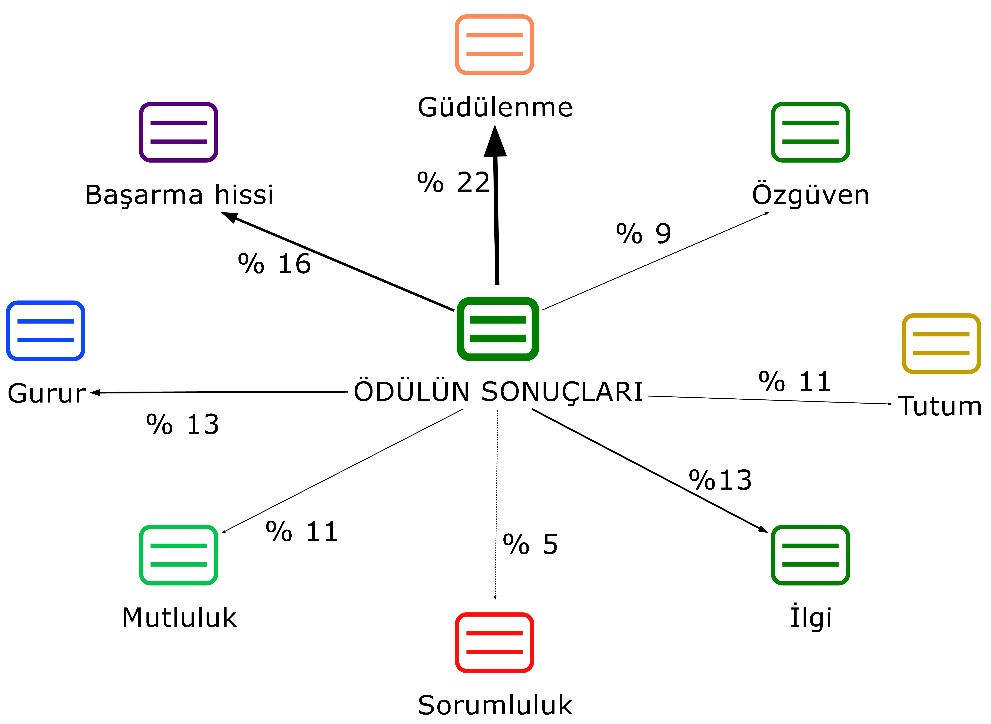 Güdülenme
% 22
Başarma hissi
% 16
Özgüven
% 9
Gurur
% 13
ÖDÜLÜN SONUÇLARI
% 11
Tutum
%13
% 11
% 5
Mutluluk
İlgi
Sorumluluk